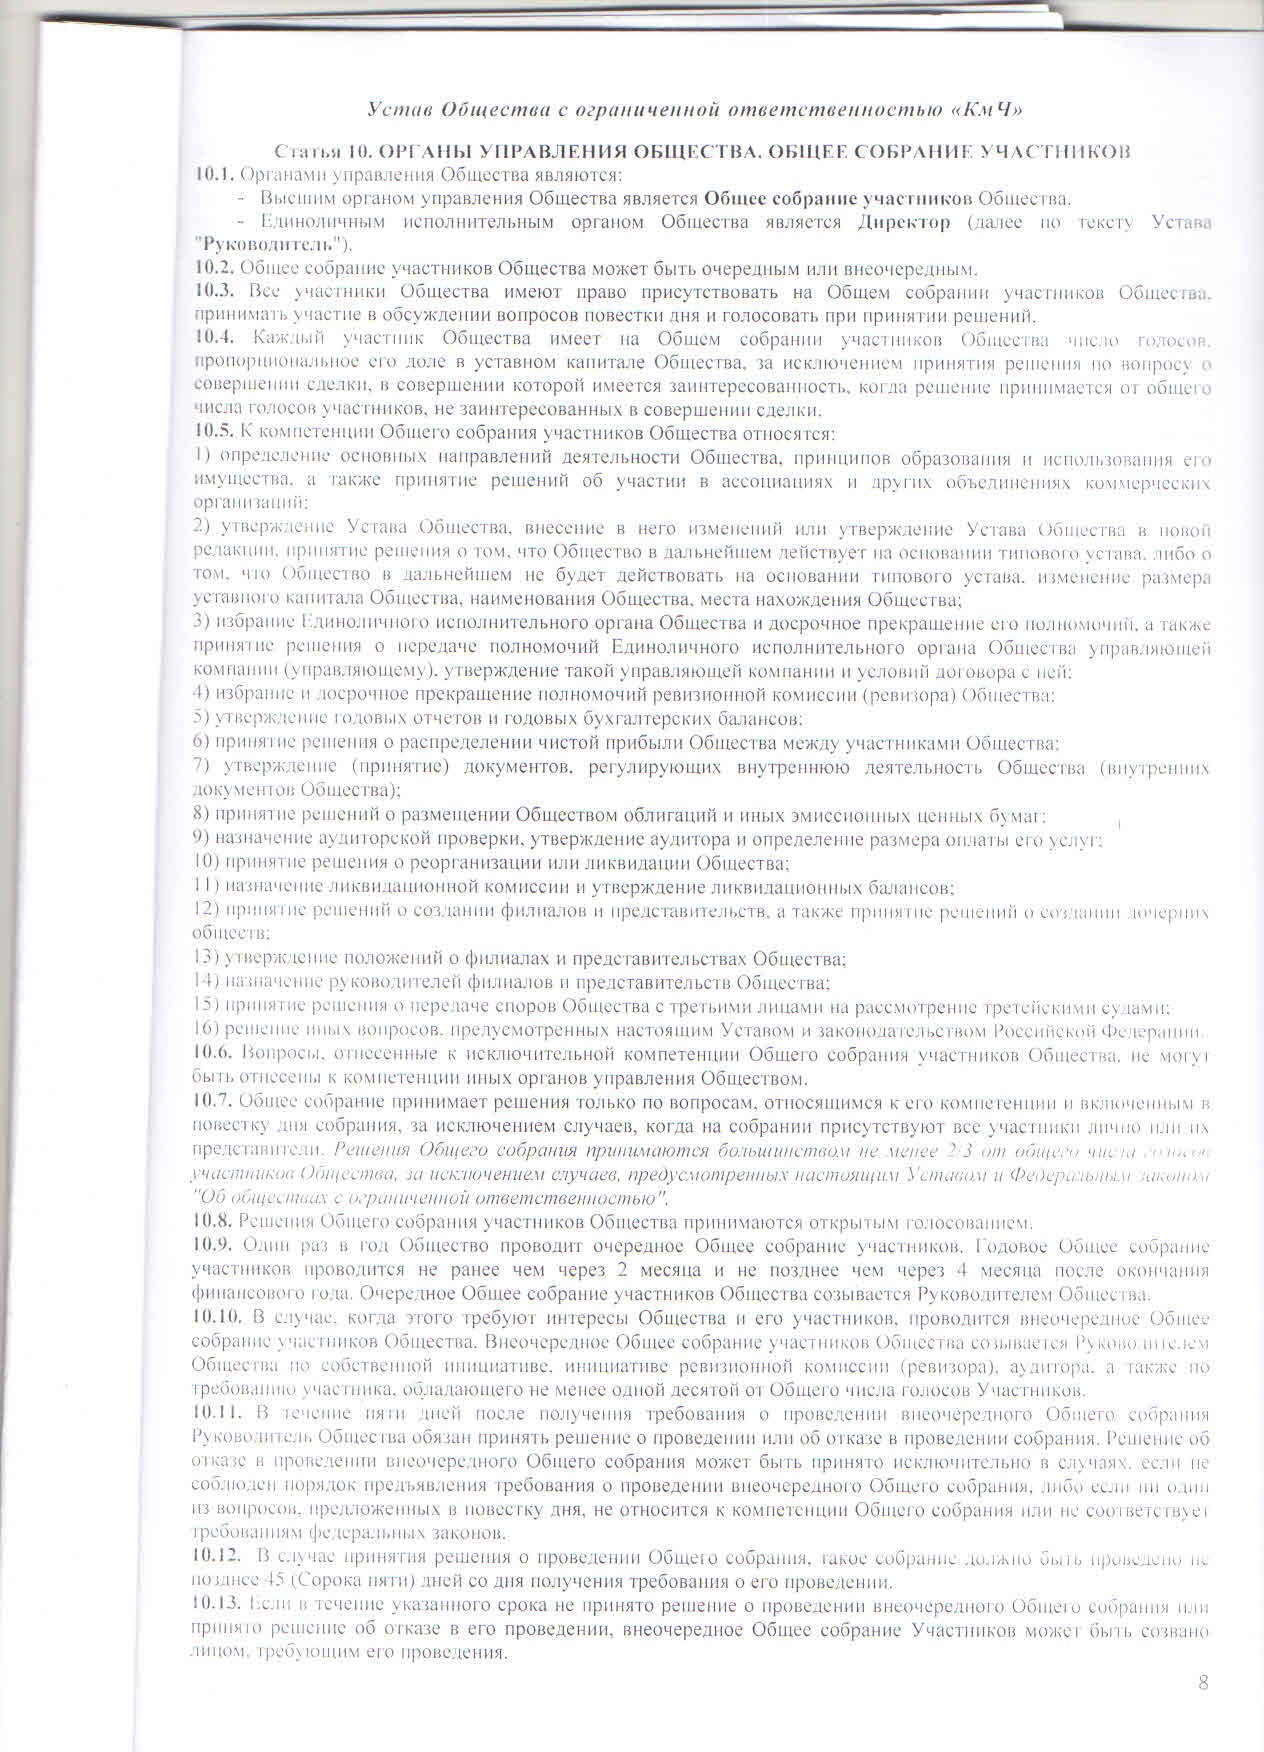 Устав Общества с ограниченной ответственностью «КмЧ»
Статья 10. ОРГАНЫ УПРАВЛЕНИЯ ОБЩЕСТВА. ОБЩЕЕ СОБРАНИЕ УЧАСТНИКОВ
10.1. Органами управления Общества являются:
- Высшим органом управления Общества является Общее собрание участников Общества.
- Единоличным исполнительным органом Общества является Директор (далее по тексту Устава
"Руководитель").
10.2. Общее собрание участников Общества может быть очередным или внеочередным.
10.3. Все участники Общества имеют право присутствовать на Общем собрании участников Общества,
принимать участие в обсуждении вопросов повестки дня и голосовать при принятии решений.
10.4. Каждый участник Общества имеет на Общем собрании участников Общества число голосов,
пропорциональное его доле в уставном капитале Общества, за исключением принятия решения по вопросу о
совершении сделки, в совершении которой имеется заинтересованность, когда решение принимается от общего
числа голосов участников, не заинтересованных в совершении сделки.
10.5. К компетенции Общего собрания участников Общества относятся:
1) определение основных направлений деятельности Общества, принципов образования и использования его
имущества, а также принятие решений об участии в ассоциациях и других объединениях коммерческих
организаций;
2) утверждение Устава Общества, внесение в него изменений или утверждение Устава Общества в новой
редакции, принятие решения о том, что Общество в дальнейшем действует на основании типового устава, либо о
том, что Общество в дальнейшем не будет действовать на основании типового устава, изменение размера
уставного капитала Общества, наименования Общества, места нахождения Общества;
3) избрание Единоличного исполнительного органа Общества и досрочное прекращение его полномочий, а также
принятие решения о передаче полномочий Единоличного исполнительного органа Общества управляющей
компании (управляющему), утверждение такой управляющей компании и условий договора с ней;
4) избрание и досрочное прекращение полномочий ревизионной комиссии (ревизора) Общества;
5) утверждение годовых отчетов и годовых бухгалтерских балансов;
6) принятие решения о распределении чистой прибыли Общества между участниками Общества;
7) утверждение (принятие) документов, регулирующих внутреннюю деятельность Общества (внутренних
документов Общества);
8) принятие решений о размещении Обществом облигаций и иных эмиссионных ценных бумаг;
9) назначение аудиторской проверки, утверждение аудитора и определение размера оплаты его услуг;
10) принятие решения о реорганизации или ликвидации Общества;
11) назначение ликвидационной комиссии и утверждение ликвидационных балансов;
12) принятие решений о создании филиалов и представительств, а также принятие решений о создании дочерних
обществ;
13) утверждение положений о филиалах и представительствах Общества;
14) назначение руководителей филиалов и представительств Общества;
15) принятие решения о передаче споров Общества с третьими лицами на рассмотрение третейскими судами;
16) решение иных вопросов, предусмотренных настоящим Уставом и законодательством Российской Федерации.
10.6. Вопросы, отнесенные к исключительной компетенции Общего собрания участников Общества, не могут
быть отнесены к компетенции иных органов управления Обществом.
10.7. Общее собрание принимает решения только по вопросам, относящимся к его компетенции и включенным в
повестку дня собрания, за исключением случаев, когда на собрании присутствуют все участники лично или их
представители. Решения Общего собрания принимаются большинством не менее 2/3 от общего числа голосов
участников Общества, за исключением случаев, предусмотренных настоящим Уставом и Федеральным законом
"Об обществах с ограниченной ответственностью".
10.8. Решения Общего собрания участников Общества принимаются открытым голосованием.
10.9. Один раз в год Общество проводит очередное Общее собрание участников. Годовое Общее собрание
участников проводится не ранее чем через 2 месяца и не позднее чем через 4 месяца после окончания
финансового года. Очередное Общее собрание участников Общества созывается Руководителем Общества.
10.10. В случае, когда этого требуют интересы Общества и его участников, проводится внеочередное Общее
собрание участников Общества. Внеочередное Общее собрание участников Общества созывается Руководителем
Общества по собственной инициативе, инициативе ревизионной комиссии (ревизора), аудитора, а также по
требованию участника, обладающего не менее одной десятой от Общего числа голосов Участников.
10.11. В течение пяти дней после получения требования о проведении внеочередного Общего собрания
Руководитель Общества обязан принять решение о проведении или об отказе в проведении собрания. Решение об
отказе в проведении внеочередного Общего собрания может быть принято исключительно в случаях, если не
соблюден порядок предъявления требования о проведении внеочередного Общего собрания, либо если ни один
из вопросов, предложенных в повестку дня, не относится к компетенции Общего собрания или не соответствует
требованиям федеральных законов.
10.12. В случае принятия решения о проведении Общего собрания, такое собрание должно быть проведено не
позднее 45 (Сорока пяти) дней со дня получения требования о его проведении.
10.13. Если в течение указанного срока не принято решение о проведении внеочередного Общего собрания или
принято решение об отказе в его проведении, внеочередное Общее собрание Участников может быть созвано
лицом, требующим его проведения.
8